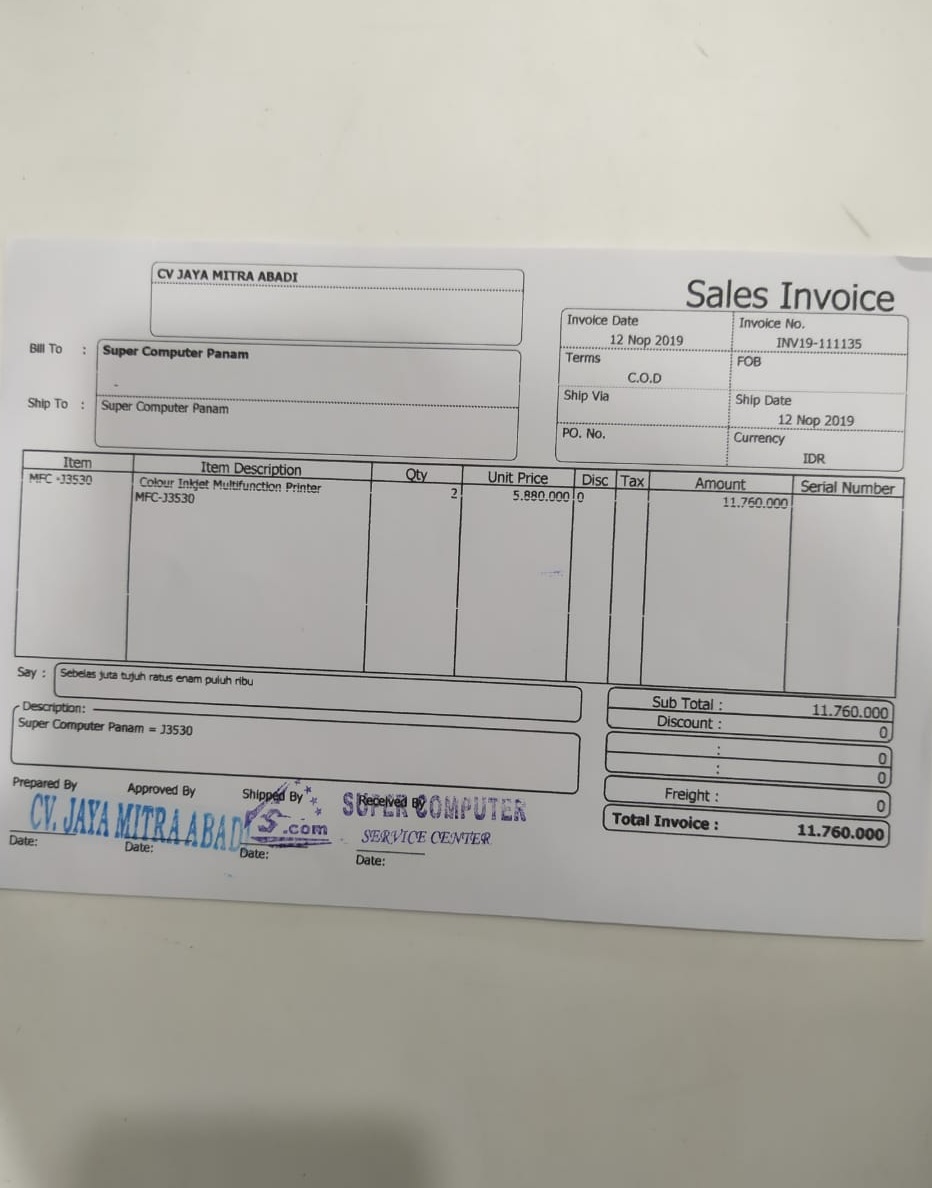 CV JAYA MITRA ABADI
Sales Invoice
Invoice Date
12 Nop 2019
Invoice No.
INV19-111135
Terms
C.O.D
FOB
Ship Via
Ship Date
12 Nop 2019
PO. No.
Currency
IDR
Bill To :
Super Computer Panam
-
Ship To :
Super Computer Panam
Item Item Description Qty Unit Price Disc Tax Amount Serial Number
MFC -J3530 Colour Inkjet Multifunction Printer 2 5.880.000 0 11.760.000
MFC-J3530
Say : Sebelas juta tujuh ratus enam puluh ribu
Description:
Super Computer Panam = J3530
Sub Total : 11.760.000
Discount : 0
: 0
: 0
Freight : 0
Total Invoice : 11.760.000
Prepared By Approved By Shipped By Received By
CV. JAYA MITRA ABADI
S.com
SUPER COMPUTER
SERVICE CENTER
Date: Date: Date: Date: